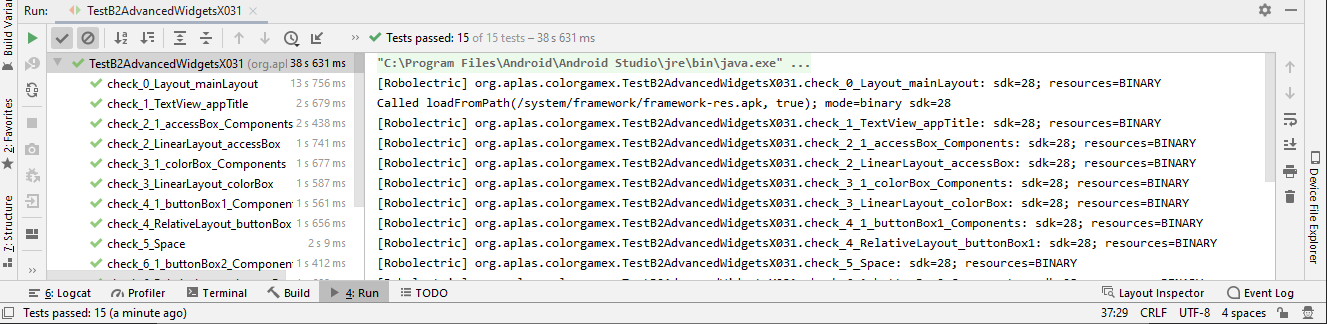 Run:
TestB2AdvancedWidgetsX031
Build Varia
2: Favorites
7: Structure
Device File Explorer
Tests passed: 15 of 15 tests – 38 s 631 ms
TestB2AdvancedWidgetsX031 (org.apl 38 s 631 ms
check_0_Layout_mainLayout 13 s 756 ms
check_1_TextView_appTitle 2 s 679 ms
check_2_1_accessBox_Components 2 s 438 ms
check_2_LinearLayout_accessBox 1 s 741 ms
check_3_1_colorBox_Components 1 s 677 ms
check_3_LinearLayout_colorBox 1 s 587 ms
check_4_1_buttonBox1_Component 1 s 561 ms
check_4_RelativeLayout_buttonBox 1 s 656 ms
check_5_Space 2 s 9 ms
check_6_1_buttonBox2_Component 1 s 412 ms
"C:\Program Files\Android\Android Studio\jre\bin\java.exe" ...
[Robolectric] org.aplas.colorgamex.TestB2AdvancedWidgetsX031.check_0_Layout_mainLayout: sdk=28; resources=BINARY
Called loadFromPath(/system/framework/framework-res.apk, true); mode=binary sdk=28
[Robolectric] org.aplas.colorgamex.TestB2AdvancedWidgetsX031.check_1_TextView_appTitle: sdk=28; resources=BINARY
[Robolectric] org.aplas.colorgamex.TestB2AdvancedWidgetsX031.check_2_1_accessBox_Components: sdk=28; resources=BINARY
[Robolectric] org.aplas.colorgamex.TestB2AdvancedWidgetsX031.check_2_LinearLayout_accessBox: sdk=28; resources=BINARY
[Robolectric] org.aplas.colorgamex.TestB2AdvancedWidgetsX031.check_3_1_colorBox_Components: sdk=28; resources=BINARY
[Robolectric] org.aplas.colorgamex.TestB2AdvancedWidgetsX031.check_3_LinearLayout_colorBox: sdk=28; resources=BINARY
[Robolectric] org.aplas.colorgamex.TestB2AdvancedWidgetsX031.check_4_1_buttonBox1_Components: sdk=28; resources=BINARY
[Robolectric] org.aplas.colorgamex.TestB2AdvancedWidgetsX031.check_4_RelativeLayout_buttonBox1: sdk=28; resources=BINARY
[Robolectric] org.aplas.colorgamex.TestB2AdvancedWidgetsX031.check_5_Space: sdk=28; resources=BINARY
6: Logcat Profiler Terminal Build 4: Run TODO Layout Inspector Event Log
Tests passed: 15 (a minute ago) 37:29 CRLF UTF-8 4 spaces